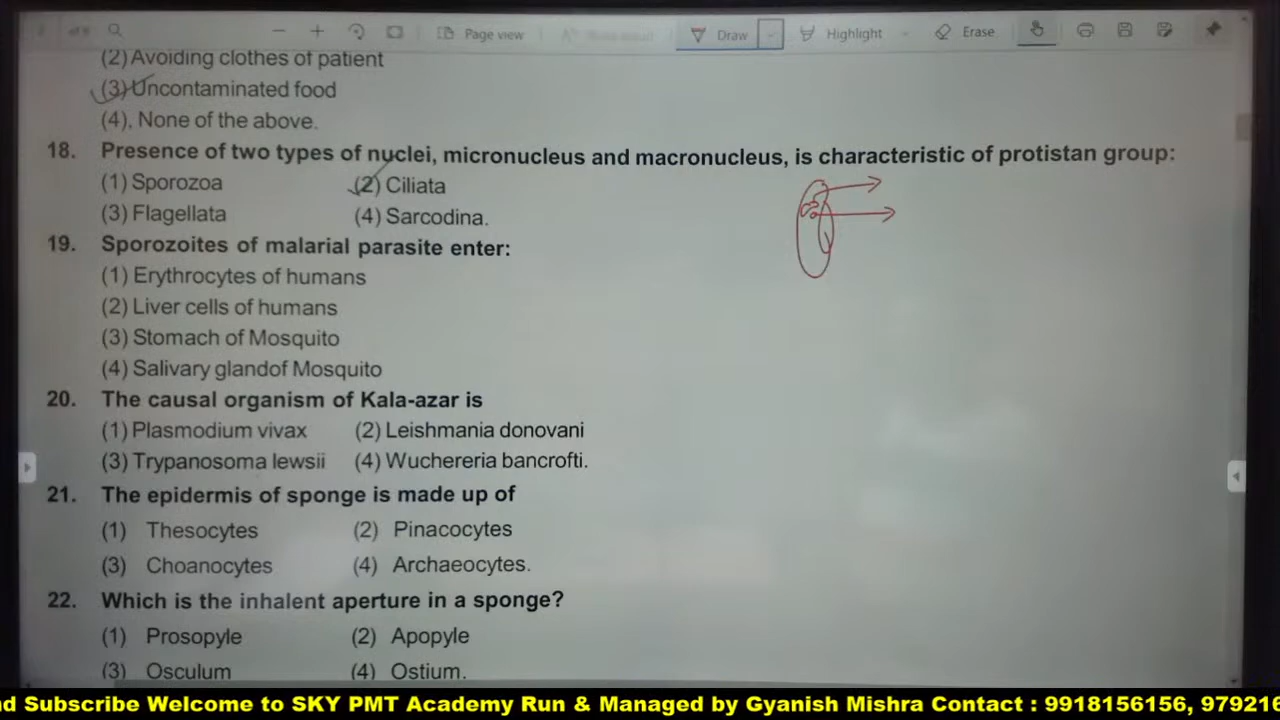 Page view
Draw
Highlight
Erase
(2) Avoiding clothes of patient
(3) Uncontaminated food
(4), None of the above.
18. Presence of two types of nuclei, micronucleus and macronucleus, is characteristic of protistan group:
(1) Sporozoa (2) Ciliata
(3) Flagellata (4) Sarcodina.
19. Sporozoites of malarial parasite enter:
(1) Erythrocytes of humans
(2) Liver cells of humans
(3) Stomach of Mosquito
(4) Salivary glandof Mosquito
20. The causal organism of Kala-azar is
(1) Plasmodium vivax (2) Leishmania donovani
(3) Trypanosoma lewsii (4) Wuchereria bancrofti.
21. The epidermis of sponge is made up of
(1) Thesocytes (2) Pinacocytes
(3) Choanocytes (4) Archaeocytes.
22. Which is the inhalent aperture in a sponge?
(1) Prosopyle (2) Apopyle
(3) Osculum (4) Ostium.
nd Subscribe Welcome to SKY PMT Academy Run & Managed by Gyanish Mishra Contact : 9918156156, 979216